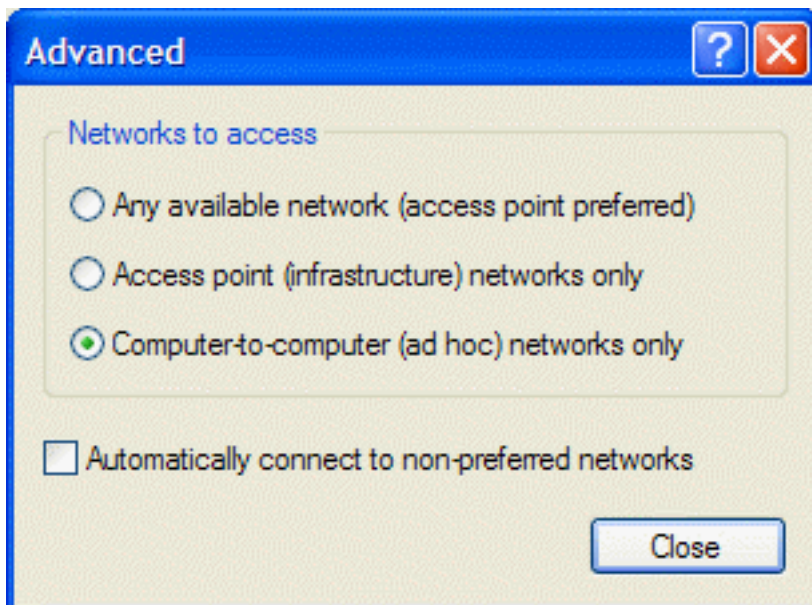 Advanced
?
Networks to access
Any available network (access point preferred)
Access point (infrastructure) networks only
Computer-to-computer (ad hoc) networks only
Automatically connect to non-preferred networks
Close